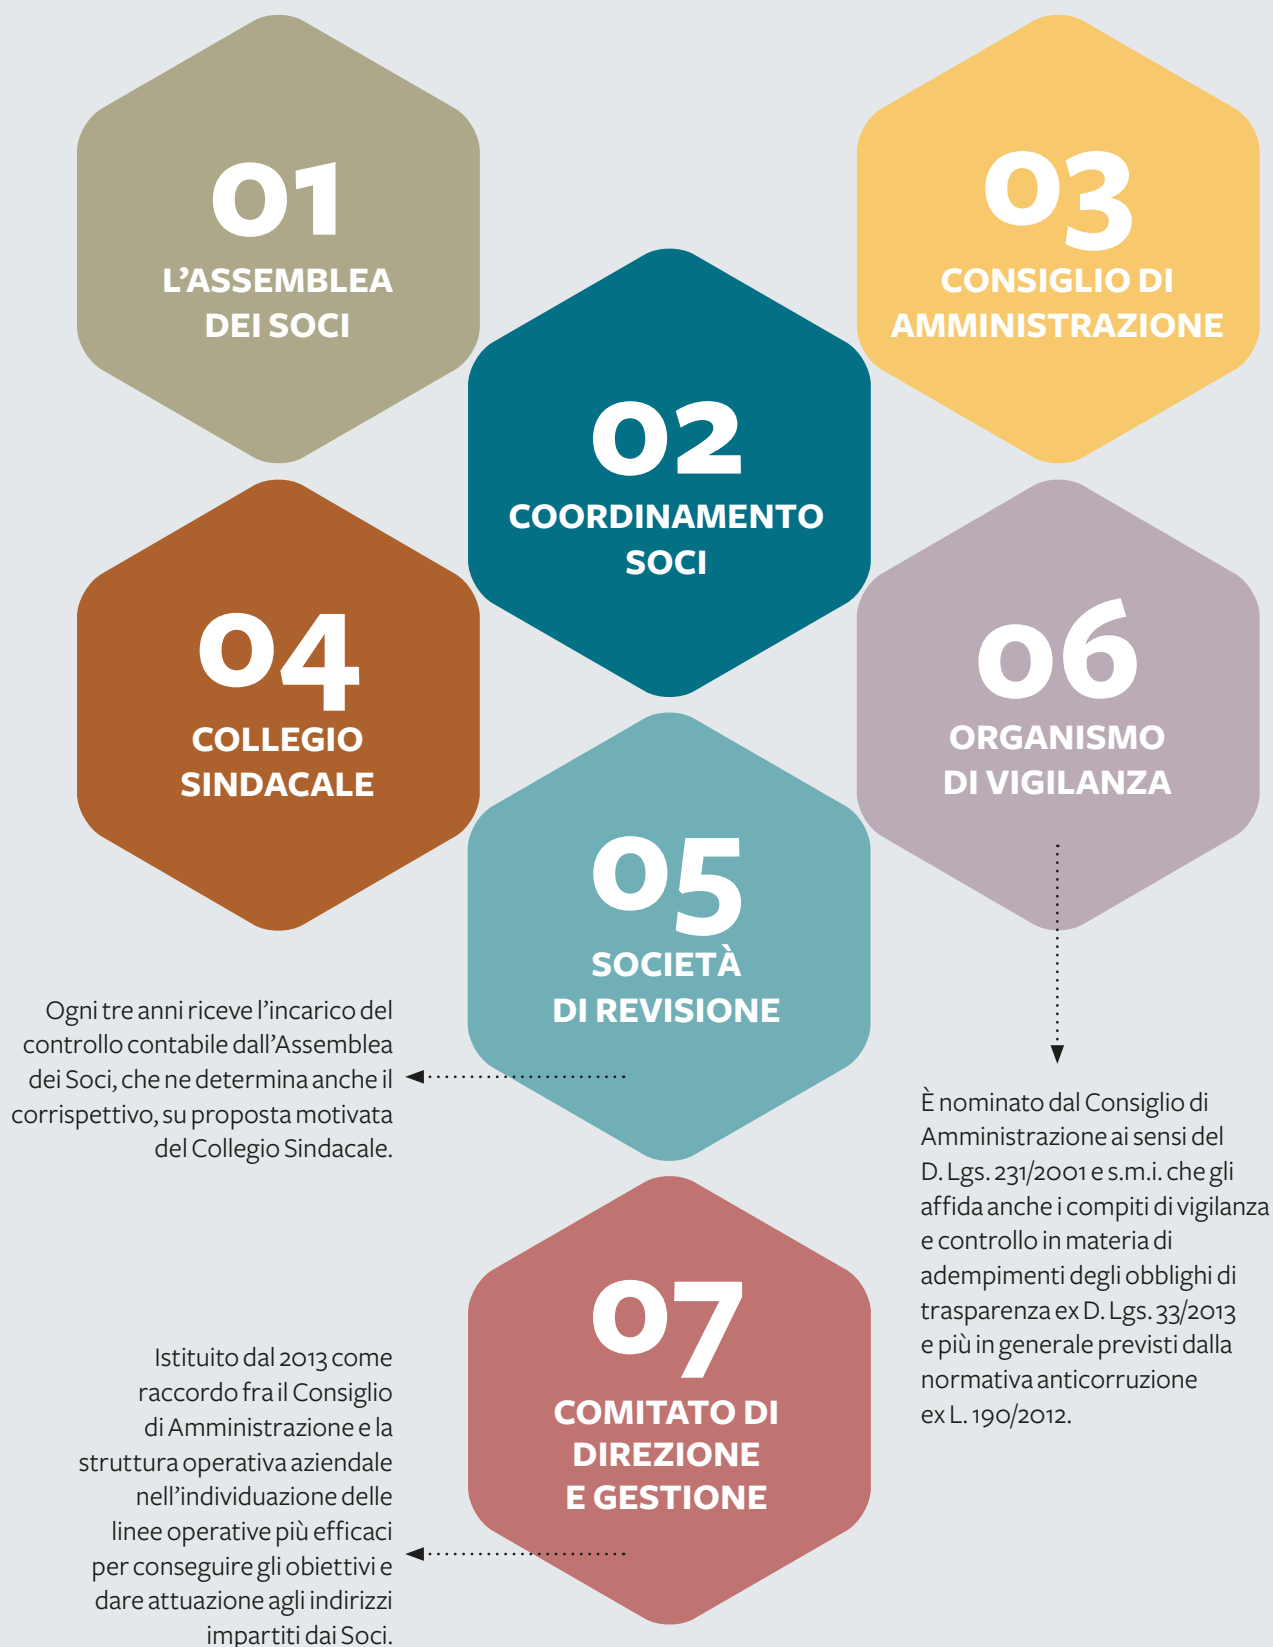 01
L’ASSEMBLEA
DEI SOCI
02
COORDINAMENTO
SOCI
03
CONSIGLIO DI
AMMINISTRAZIONE
04
COLLEGIO
SINDACALE
05
SOCIETÀ
DI REVISIONE
Ogni tre anni riceve l’incarico del
controllo contabile dall’Assemblea
dei Soci, che ne determina anche il
corrispettivo, su proposta motivata
del Collegio Sindacale.
06
ORGANISMO
DI VIGILANZA
È nominato dal Consiglio di
Amministrazione ai sensi del
D. Lgs. 231/2001 e s.m.i. che gli
affida anche i compiti di vigilanza
e controllo in materia di
adempimenti degli obblighi di
trasparenza ex D. Lgs. 33/2013
e più in generale previsti dalla
normativa anticorruzione
ex L. 190/2012.
07
COMITATO DI
DIREZIONE
E GESTIONE
Istituito dal 2013 come
raccordo fra il Consiglio
di Amministrazione e la
struttura operativa aziendale
nell’individuazione delle
linee operative più efficaci
per conseguire gli obiettivi e
dare attuazione agli indirizzi
impartiti dai Soci.